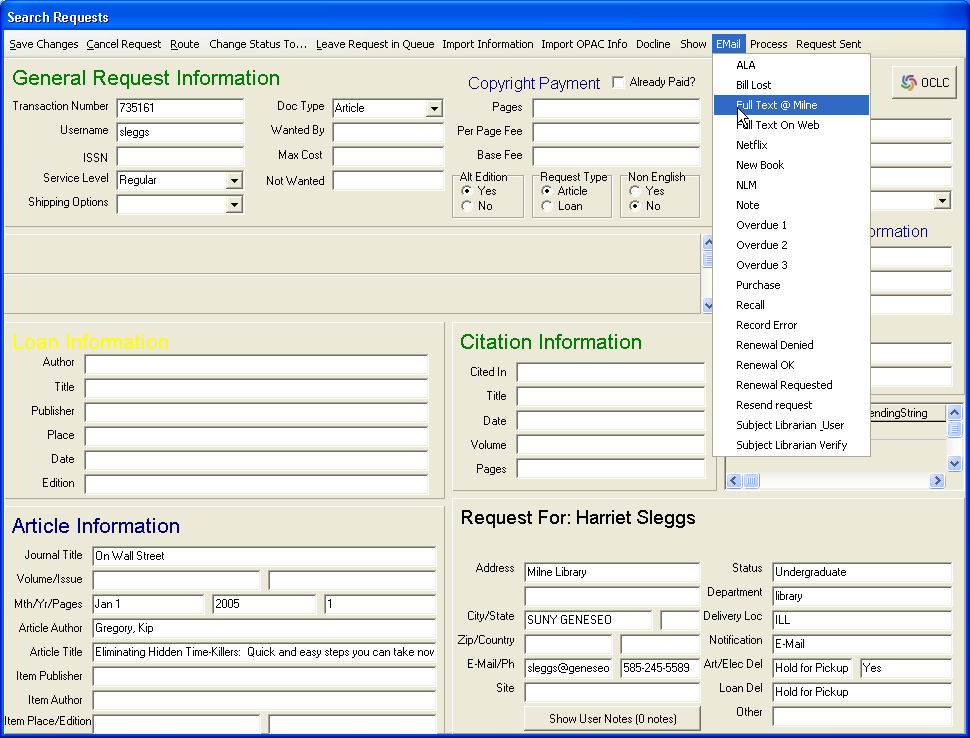 Search Requests
Save Changes Cancel Request Route Change Status To... Leave Request in Queue Import Information Import OPAC Info Docline Show EMail Process Request Sent
General Request Information
Transaction Number 735161
Username sleggs
ISSN
Service Level Regular
Shipping Options
Doc Type Article
Wanted By
Max Cost
Not Wanted
Copyright Payment Already Paid?
Pages
Per Page Fee
Base Fee
Alt Edition
Yes
No
Request Type
Article
Loan
Non English
Yes
No
ALA
Bill Lost
Full Text @ Milne
Full Text On Web
Netflix
New Book
NLM
Note
Overdue 1
Overdue 2
Overdue 3
Purchase
Recall
Record Error
Renewal Denied
Renewal OK
Renewal Requested
Resend request
Subject Librarian _User
Subject Librarian Verify
OCLC
ormation
endingString
Loan Information
Author
Title
Publisher
Place
Date
Edition
Citation Information
Cited In
Title
Date
Volume
Pages
Article Information
Journal Title On Wall Street
Volume/Issue
Mth/Yr/Pages Jan 1 2005 1
Article Author Gregory, Kip
Article Title Eliminating Hidden Time-Killers: Quick and easy steps you can take now
Item Publisher
Item Author
Item Place/Edition
Request For: Harriet Sleggs
Address Milne Library
City/State SUNY GENESEO
Zip/Country
E-Mail/Ph sleggs@geneseo 585-245-5589
Site
Show User Notes (0 notes)
Status Undergraduate
Department library
Delivery Loc ILL
Notification E-Mail
Art/Elec Del Hold for Pickup Yes
Loan Del Hold for Pickup
Other